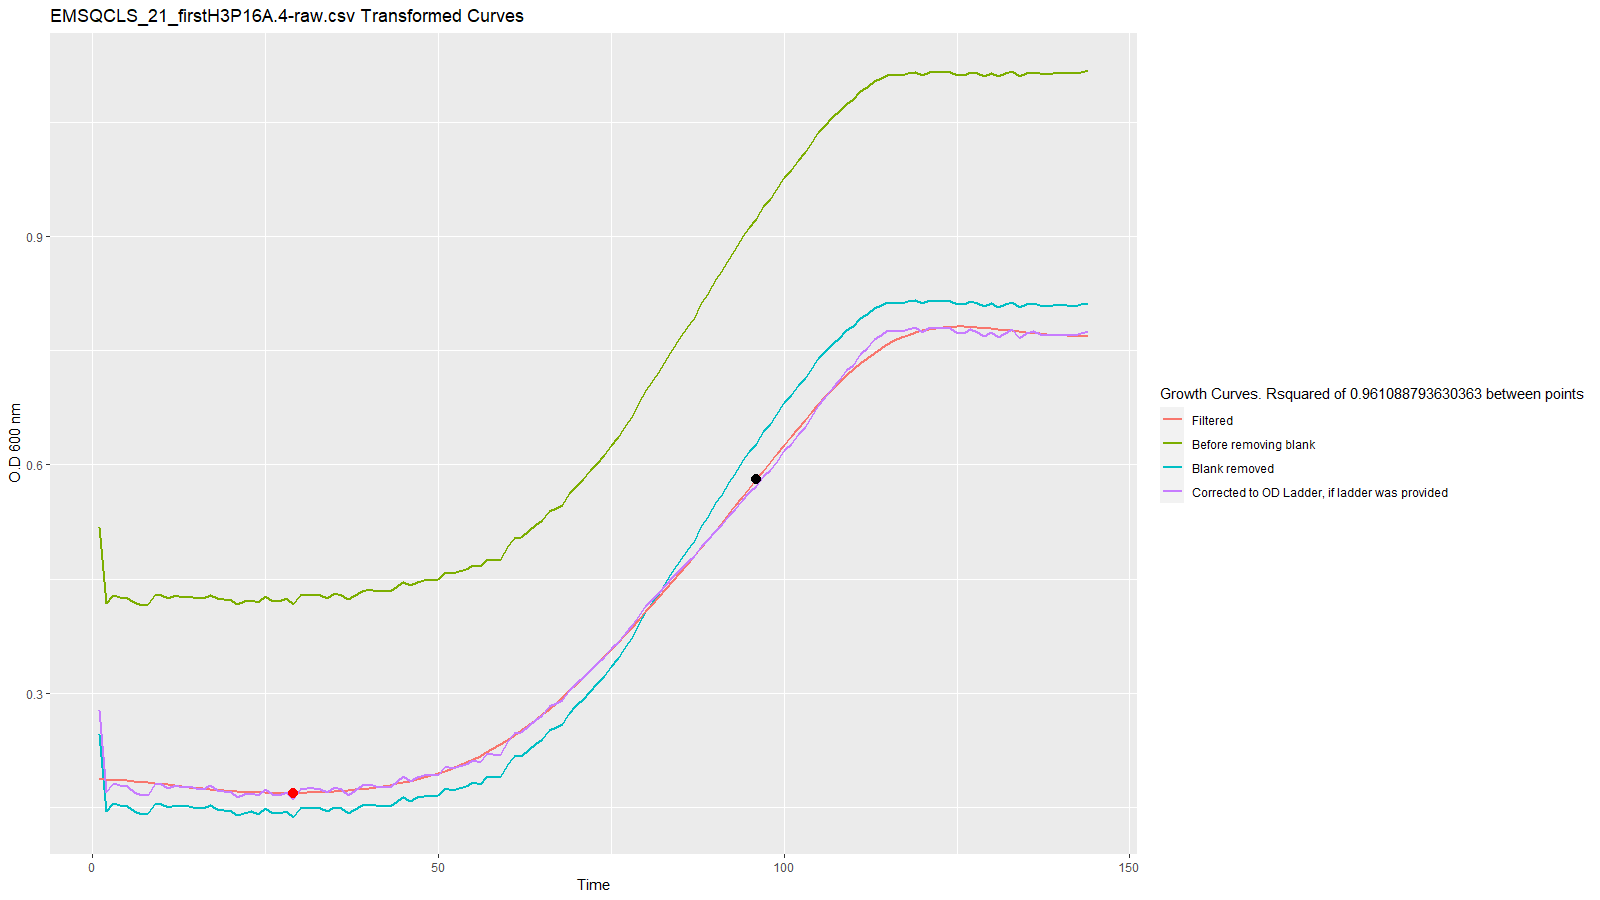 EMSQCLS_21_firstH3P16A.4-raw.csv Transformed Curves
O.D 600 nm
0.9
0.6
0.3
0
50
100
150
Time
Growth Curves. Rsquared of 0.961088793630363 between points
Filtered
Before removing blank
Blank removed
Corrected to OD Ladder, if ladder was provided